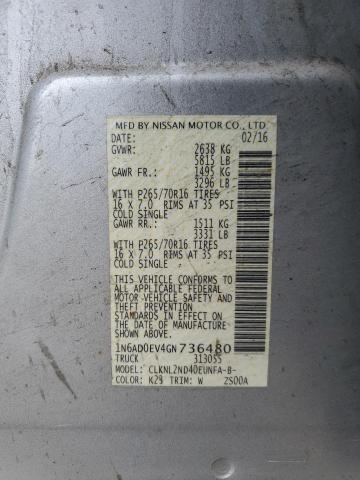 MFD BY NISSAN MOTOR CO., LTD.
DATE: 02/16
GVWR: 2638 KG
5815 LB
GAWR FR.: 1495 KG
3296 LB
WITH P265/70R16 TIRES
16 X 7.0 RIMS AT 35 PSI
COLD SINGLE
GAWR RR.: 1511 KG
3331 LB
WITH P265/70R16 TIRES
16 X 7.0 RIMS AT 35 PSI
COLD SINGLE
THIS VEHICLE CONFORMS TO
ALL APPLICABLE FEDERAL
MOTOR VEHICLE SAFETY
STANDARDS IN EFFECT ON
THE DATE OF MANUFACTURE
SHOWN ABOVE.
1N6AD0EV4GN736480
TRUCK 313055
MODEL: CLKNL2ND40EUNFA-B-
COLOR: K23 TRIM: W ZS00A